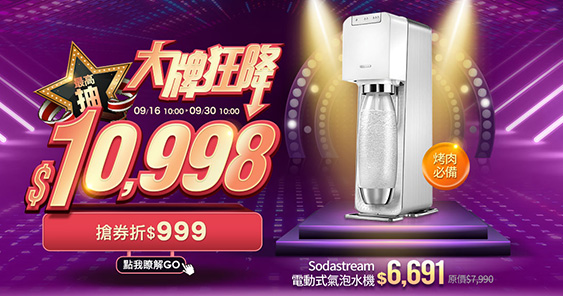 最高
抽
大牌狂降
09/16 10:00-09/30 10:00
$10,998
搶券折$999
點我瞭解GO
烤肉
必備
Sodastream
電動式氣泡水機 $6,691 原價$7,990